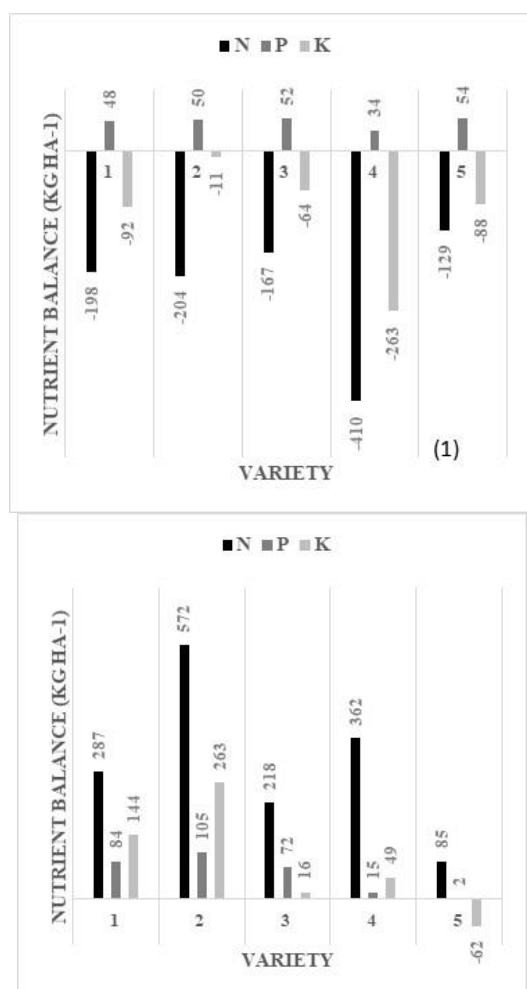 N P K
NUTRIENT BALANCE (KG HA-1)
48 50 52 34 54
1 2 3 4 5
-198 -92 -204 -11 -167 -64 -410 -263 -129 -88
(1)
VARIETY
N P K
NUTRIENT BALANCE (KG HA-1)
287 84 144 572 105 263 218 72 16 362 15 49 85 2 -62
1 2 3 4 5
VARIETY